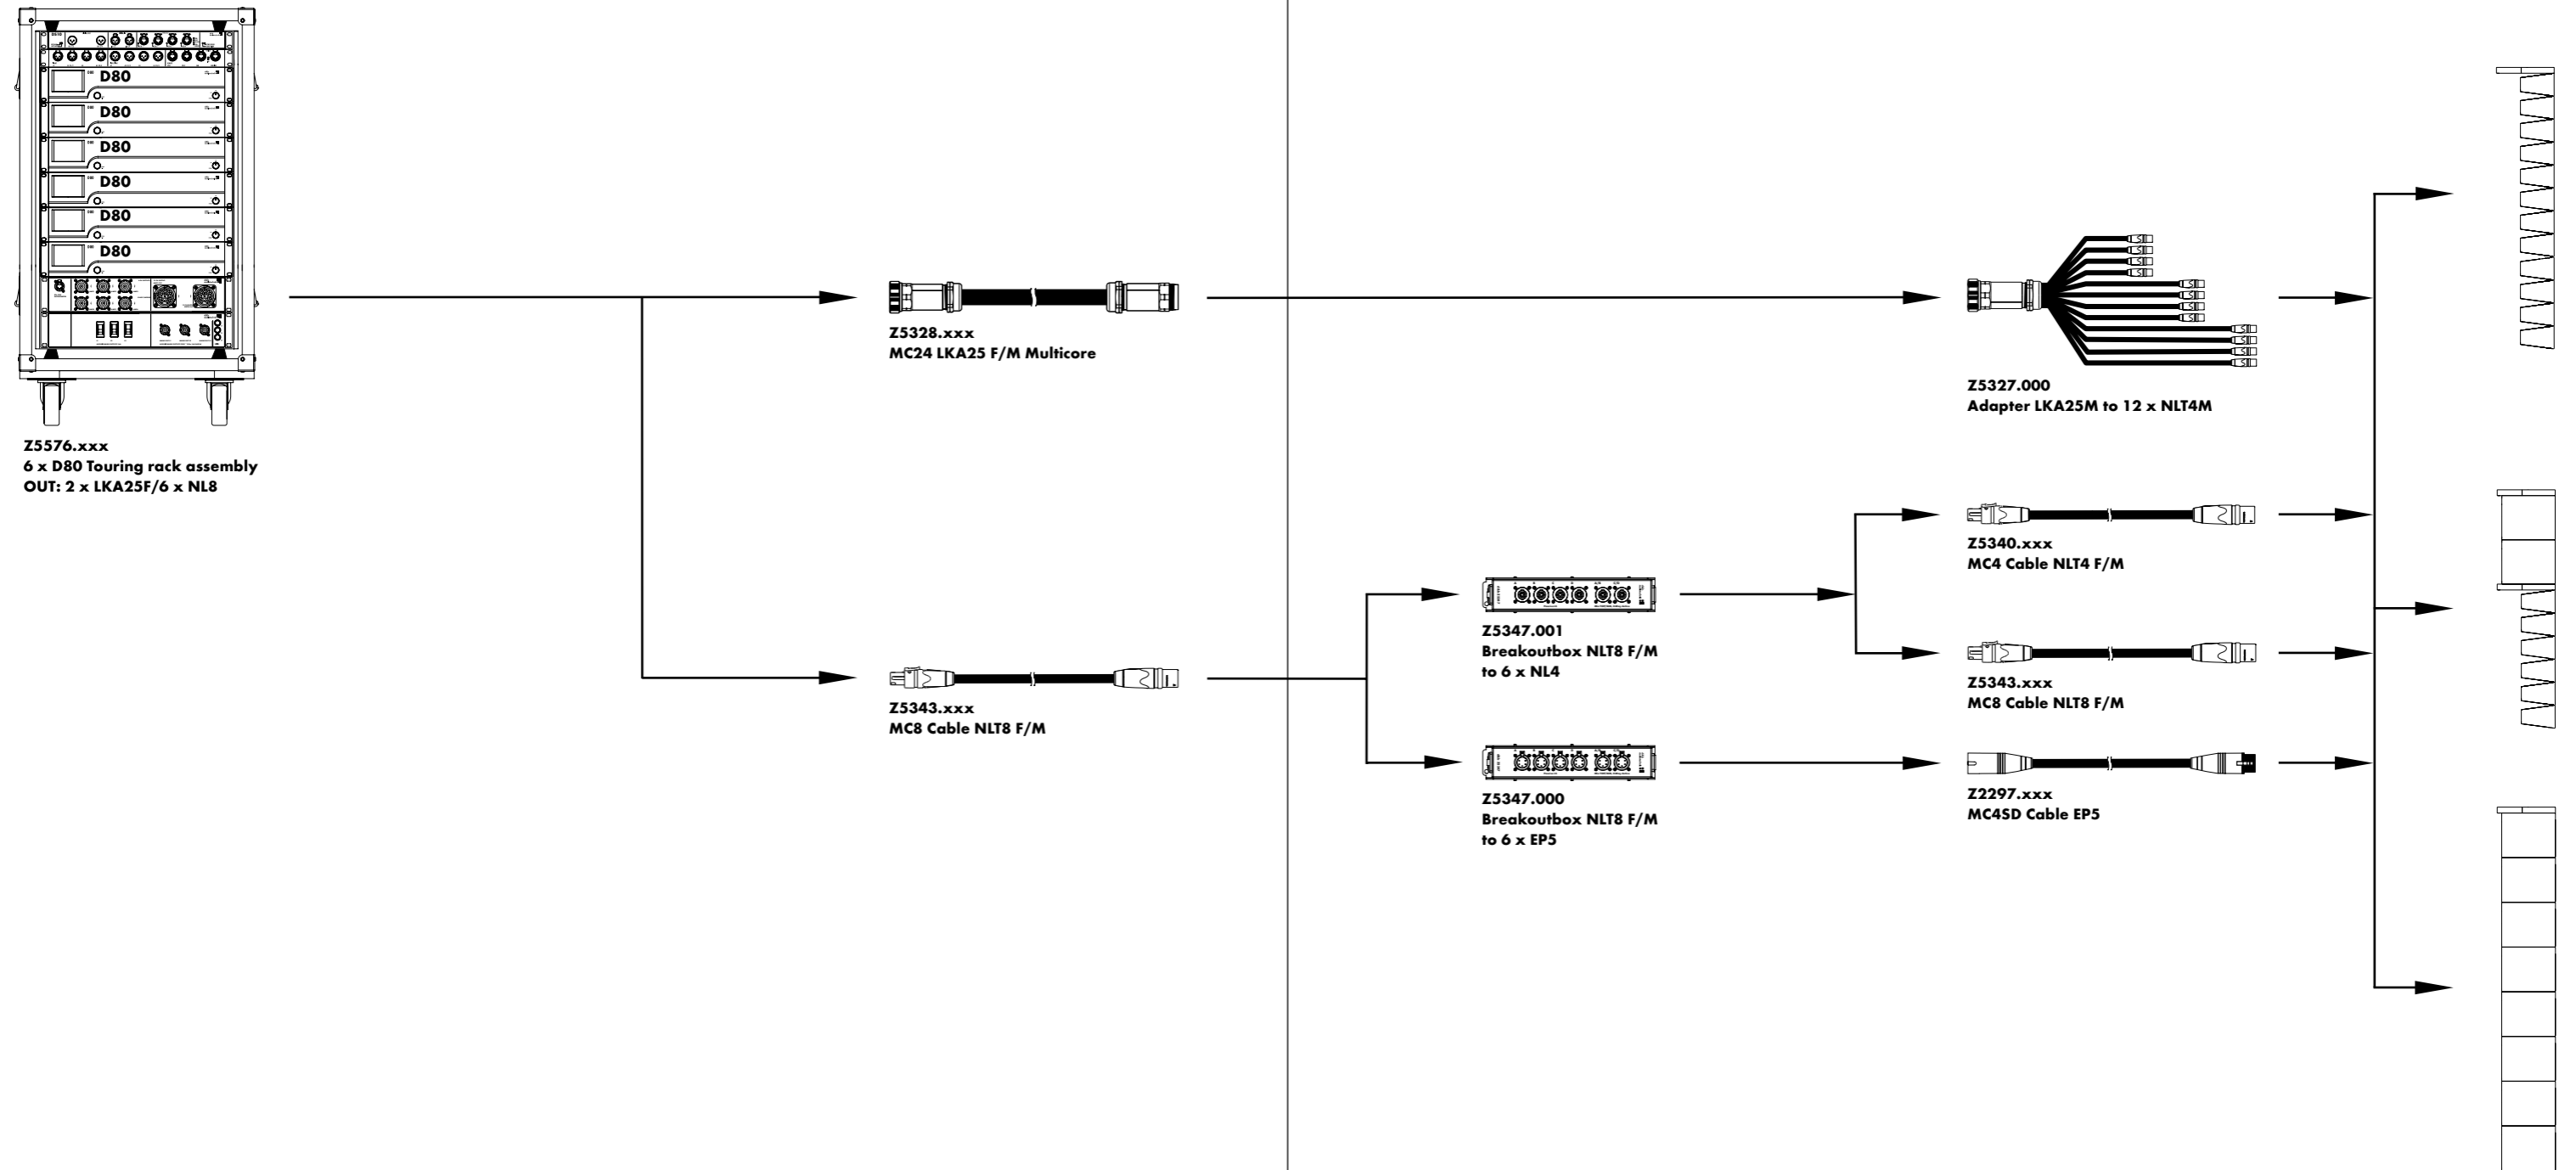 D80
D80
D80
D80
D80
D80
Z5576.xxx
6 x D80 Touring rack assembly
OUT: 2 x LKA25F/6 x NL8
Z5328.xxx
MC24 LKA25 F/M Multicore
Z5343.xxx
MC8 Cable NLT8 F/M
Z5347.001
Breakoutbox NLT8 F/M
to 6 x NL4
Z5347.000
Breakoutbox NLT8 F/M
to 6 x EP5
Z5327.000
Adapter LKA25M to 12 x NLT4M
Z5340.xxx
MC4 Cable NLT4 F/M
Z5343.xxx
MC8 Cable NLT8 F/M
Z2297.xxx
MC4SD Cable EP5